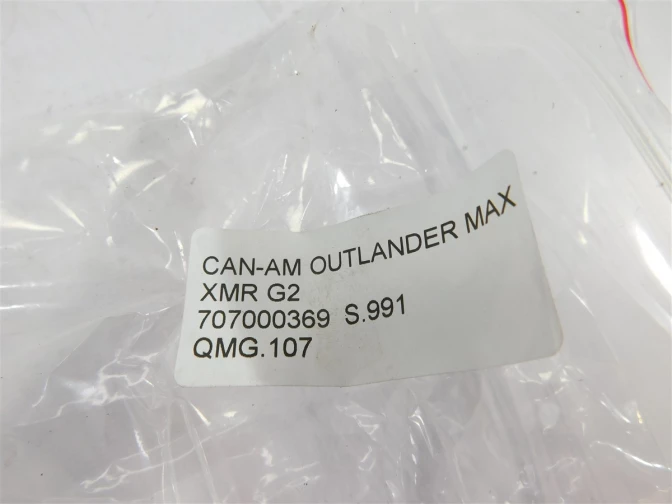 CAN-AM OUTLANDER MAX
XMR G2
707000369 S.991
QMG.107